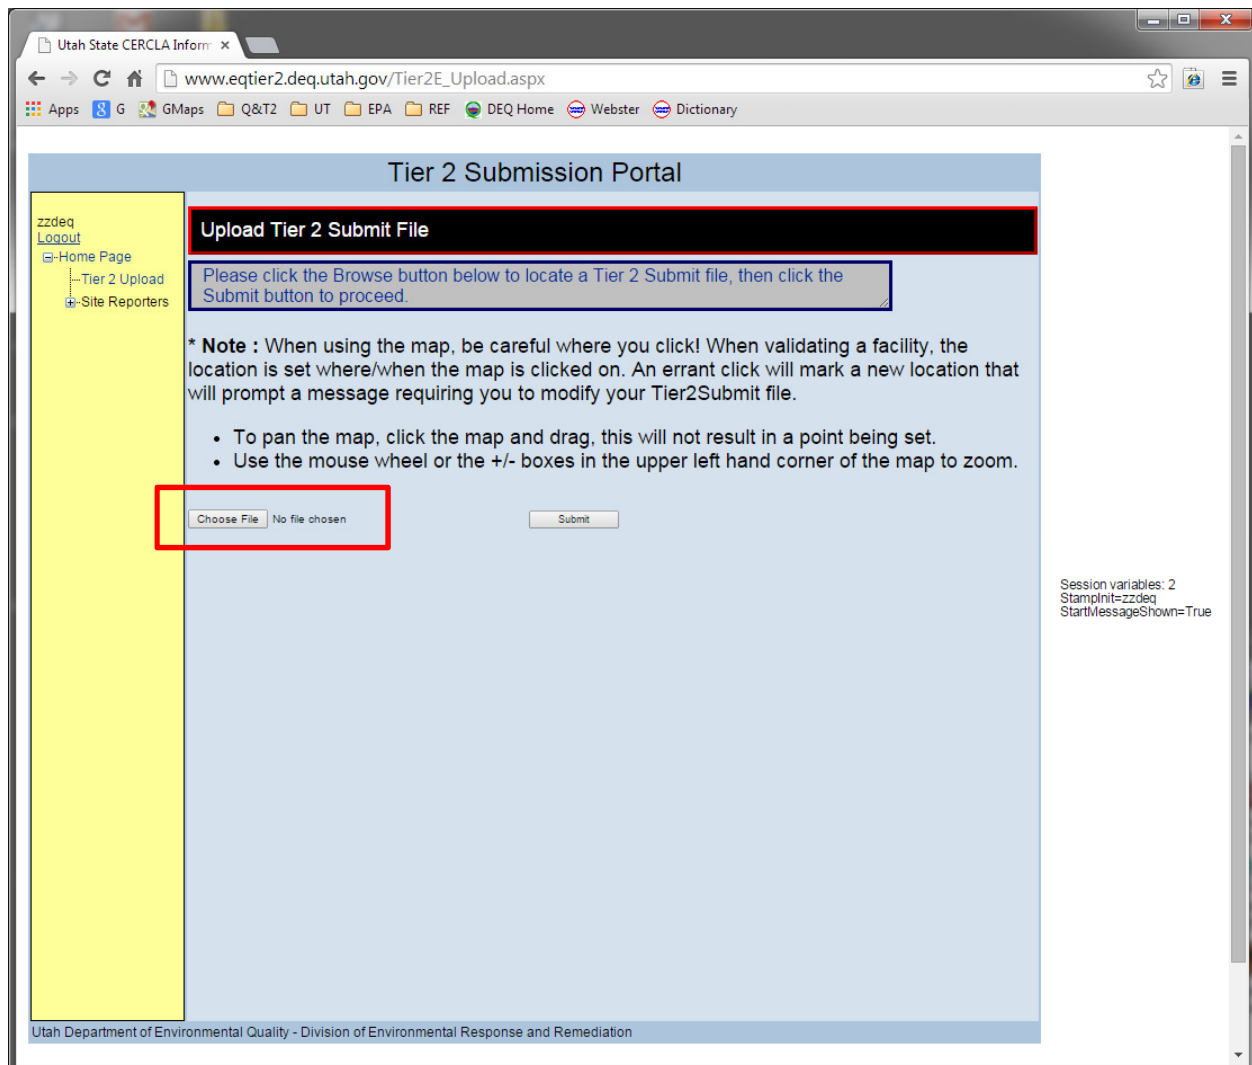 Utah State CERCLA Inform
www.eqtier2.deq.utah.gov/Tier2E_Upload.aspx
Apps G GMaps Q&T2 UT EPA REF DEQ Home Webster Dictionary
Tier 2 Submission Portal
zzdeq
Logout
Home Page
Tier 2 Upload
Site Reporters
Upload Tier 2 Submit File
Please click the Browse button below to locate a Tier 2 Submit file, then click the
Submit button to proceed.
* Note : When using the map, be careful where you click! When validating a facility, the
location is set where/when the map is clicked on. An errant click will mark a new location that
will prompt a message requiring you to modify your Tier2Submit file.
• To pan the map, click the map and drag, this will not result in a point being set.
• Use the mouse wheel or the +/- boxes in the upper left hand corner of the map to zoom.
Choose File No file chosen Submit
Session variables: 2
StampInit=zzdeq
StartMessageShown=True
Utah Department of Environmental Quality - Division of Environmental Response and Remediation